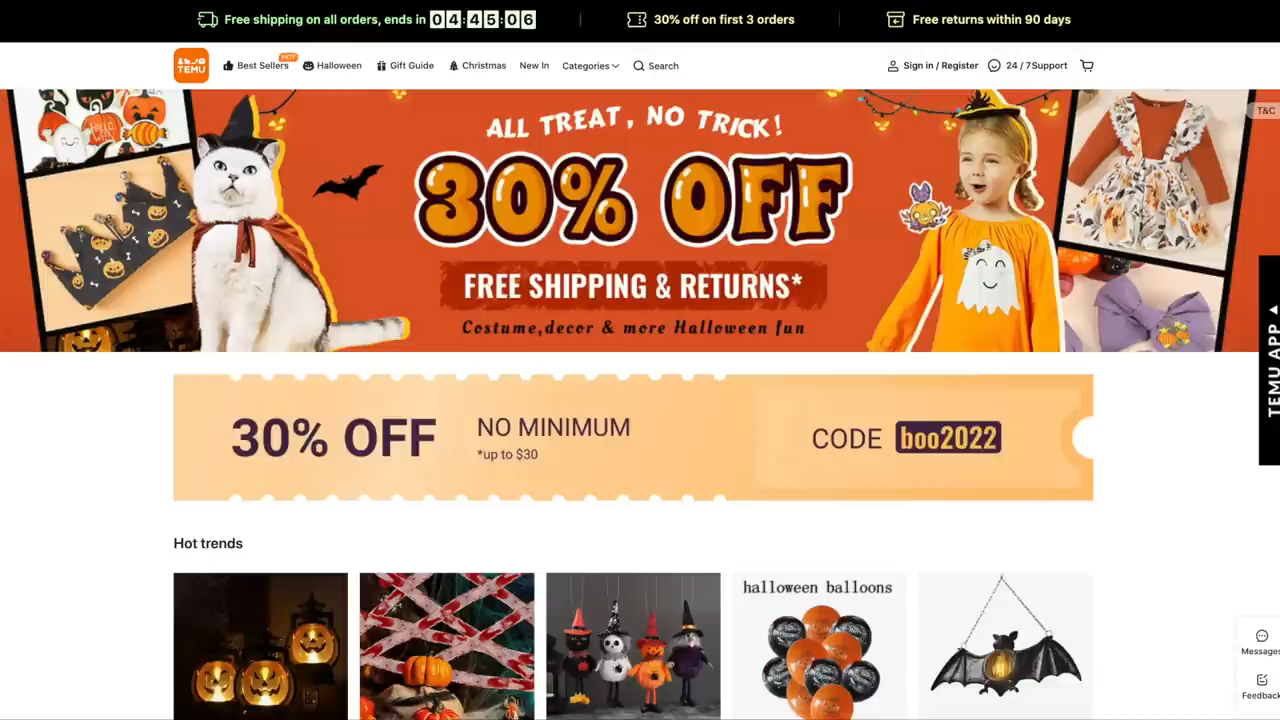 Free shipping on all orders, ends in 04:45:06
30% off on first 3 orders
Free returns within 90 days
TEMU
Best Sellers
HOT
Halloween
Gift Guide
Christmas
New In
Categories
Search
Sign in / Register
24 / 7Support
T&C
ALL TREAT, NO TRICK!
30% OFF
FREE SHIPPING & RETURNS*
Costume,decor & more Halloween fun
TEMU APP
30% OFF
NO MINIMUM
*up to $30
CODE boo2022
Hot trends
halloween balloons
Messages
Feedback